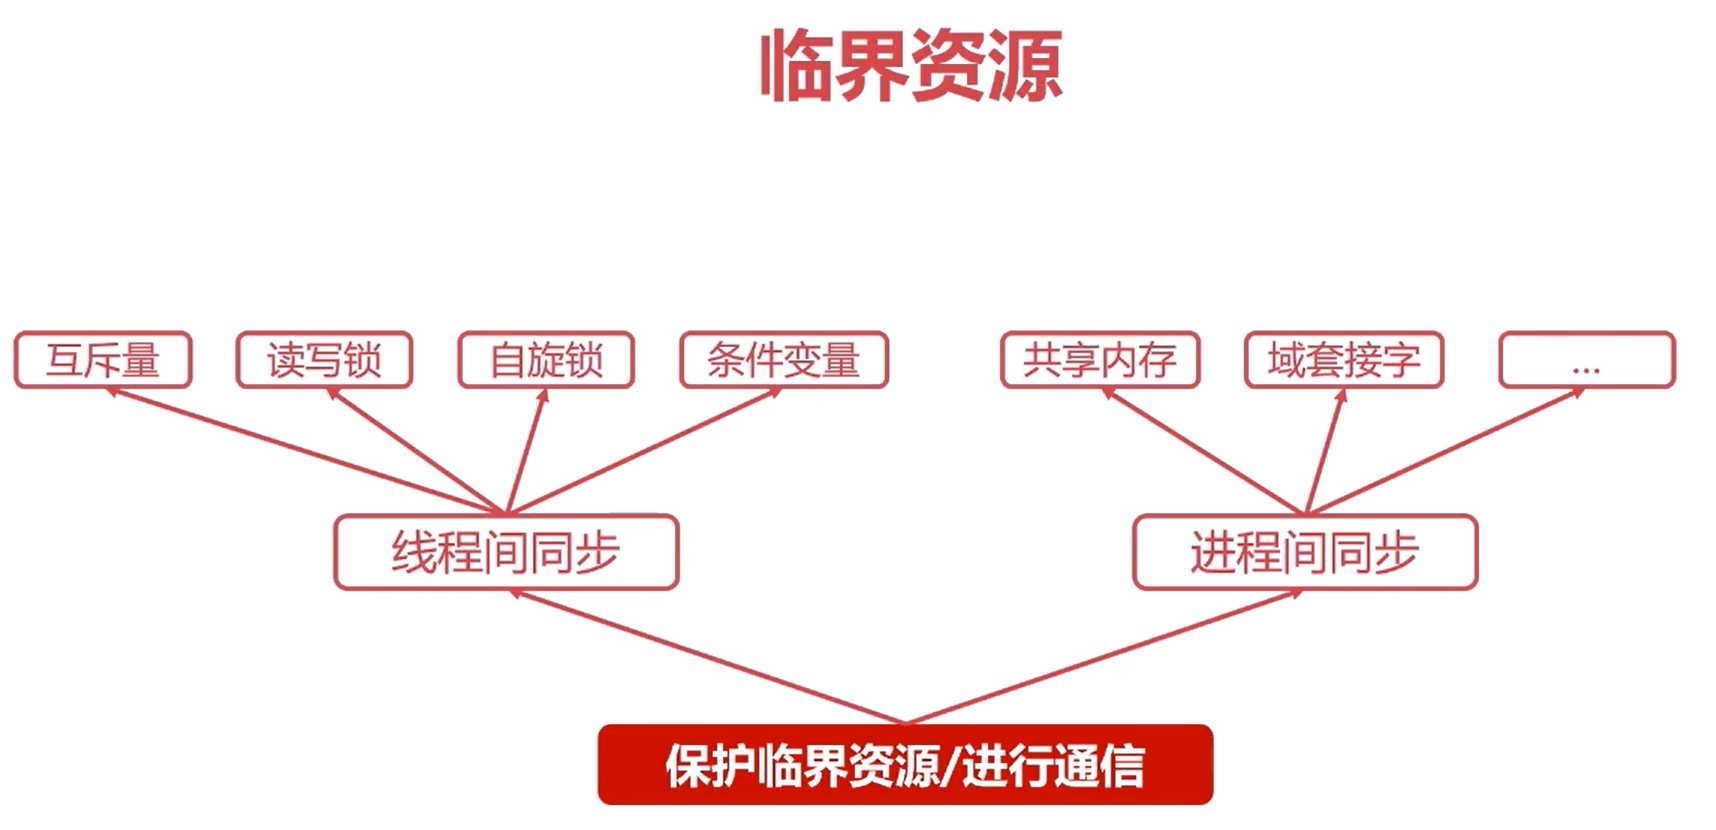 临界资源
互斥量
读写锁
自旋锁
条件变量
共享内存
域套接字
...
线程间同步
进程间同步
保护临界资源/进行通信